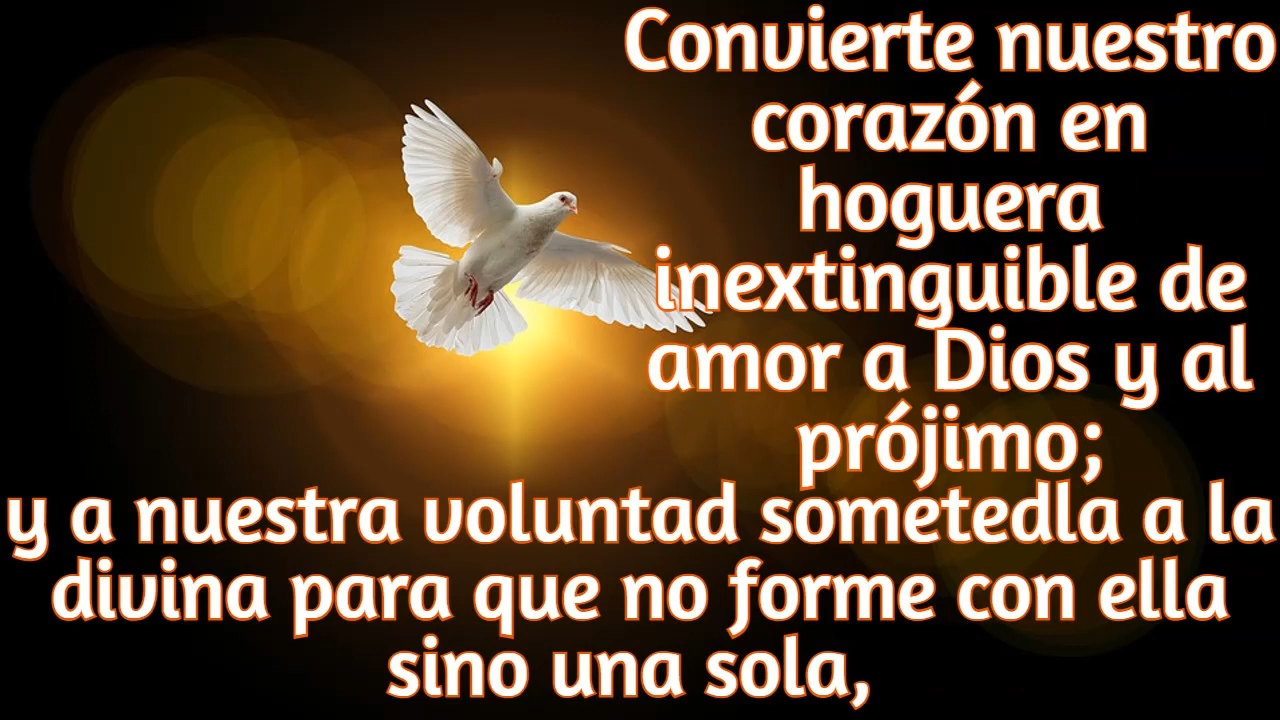 Convierte nuestro
corazón en
hoguera
inextinguible de
amor a Dios y al
prójimo;
y a nuestra voluntad sometedla a la
divina para que no forme con ella
sino una sola,